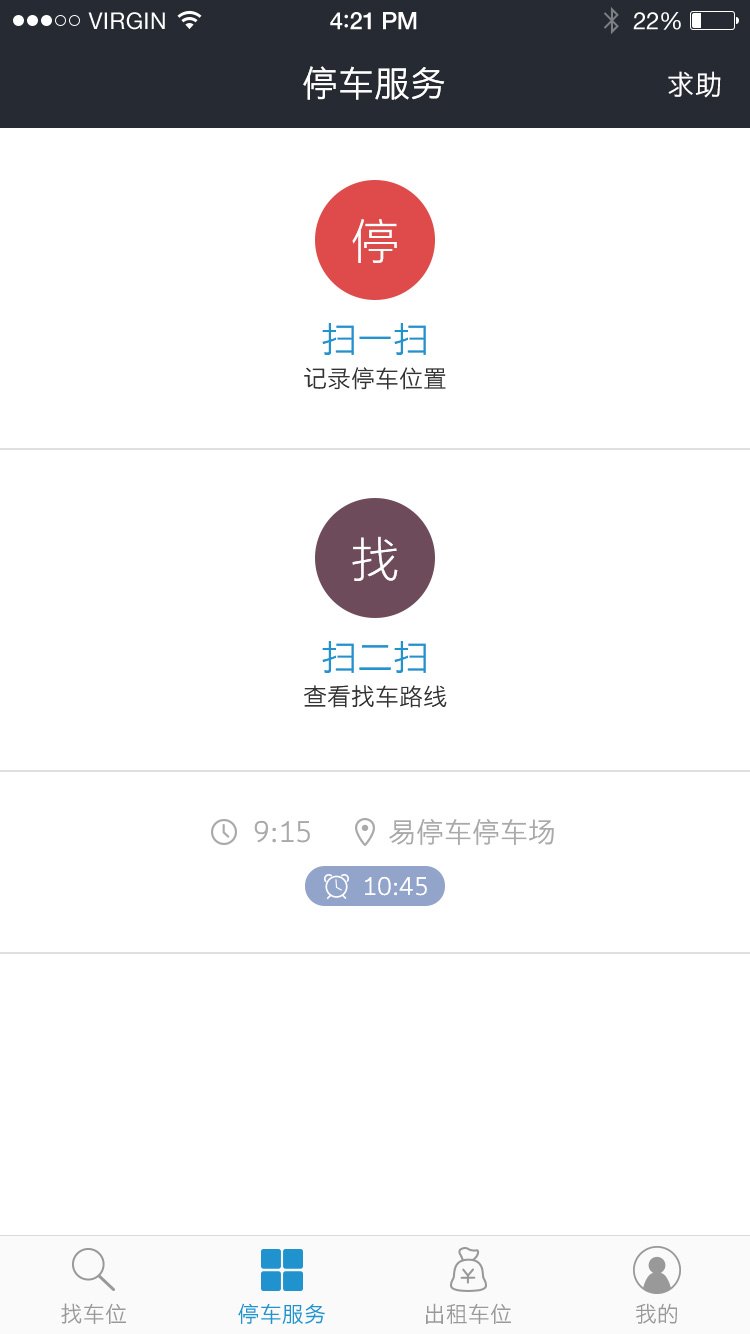 VIRGIN 4:21 PM 22%
停车服务 求助
停
扫一扫
记录停车位置
找
扫二扫
查看找车路线
9:15 易停车停车场
10:45
¥
找车位 停车服务 出租车位 我的